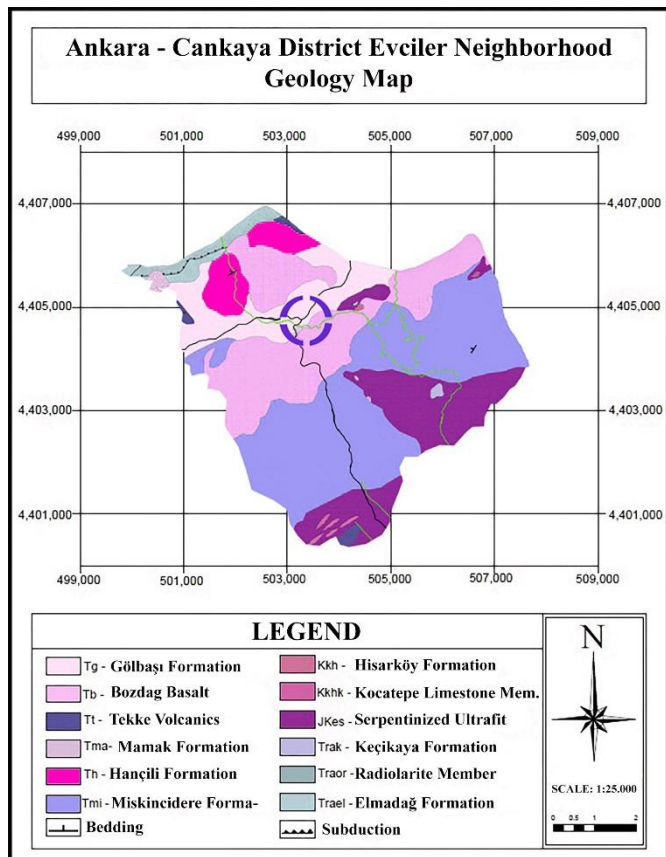 Ankara - Cankaya District Evciler Neighborhood
Geology Map
499,000 501,000 503,000 505,000 507,000 509,000
4,407,000 4,407,000
4,405,000 4,405,000
4,403,000 4,403,000
4,401,000 4,401,000
499,000 501,000 503,000 505,000 507,000 509,000
LEGEND
Tg - Gölbaşı Formation
Tb - Bozdag Basalt
Tt - Tekke Volcanics
Tma- Mamak Formation
Th - Hançili Formation
Tmi - Miskincidere Forma-
Bedding
Kkh - Hisarköy Formation
Kkhk - Kocatepe Limestone Mem.
JKes - Serpentinized Ultrafit
Trak - Keçikaya Formation
Traor - Radiolarite Member
Trael - Elmadağ Formation
Subduction
N
SCALE: 1:25.000
0 0.5 1 2